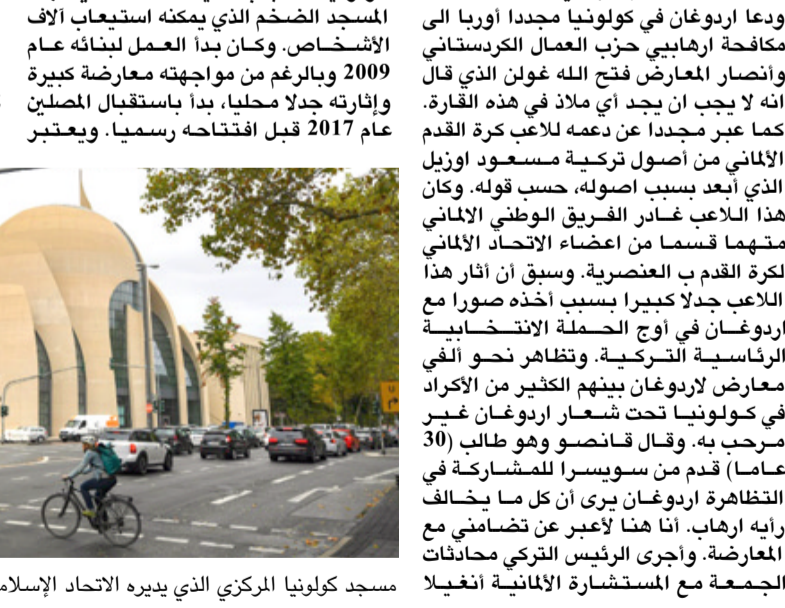 ودعا اردوغان في كولونيا مجددا أوربا الى
مكافحة ارهابيي حزب العمال الكردستاني
وأنصار المعارض فتح الله غولن الذي قال
انه لا يجب ان يجد أي ملاذ في هذه القارة.
كما عبر مجددا عن دعمه للاعب كرة القدم
الألماني من أصول تركية مسعود اوزيل
الذي أبعد بسبب اصوله، حسب قوله. وكان
هذا اللاعب غادر الفريق الوطني الالماني
متهما قسما من اعضاء الاتحاد الألماني
لكرة القدم ب العنصرية. وسبق أن أثار هذا
اللاعب جدلا كبيرا بسبب أخذه صورا مع
اردوغان في أوج الحملة الانتخابية
الرئاسية التركية. وتظاهر نحو ألفي
معارض لاردوغان بينهم الكثير من الأكراد
في كولونيا تحت شعار اردوغان غير
مرحب به. وقال قانصو وهو طالب (30
عاما) قدم من سويسرا للمشاركة في
التظاهرة اردوغان يرى أن كل ما يخالف
رأيه ارهاب. أنا هنا لأعبر عن تضامني مع
المعارضة. وأجرى الرئيس التركي محادثات
الجمعة مع المستشارة الألمانية أنغيلا
المسجد الضخم الذي يمكنه استيعاب آلاف
الأشخاص. وكان بدأ العمل لبنائه عام
2009 وبالرغم من مواجهته معارضة كبيرة
وإثارته جدلا محليا، بدأ باستقبال المصلين
عام 2017 قبل افتتاحه رسميا. ويعتبر
مسجد كولونيا المركزي الذي يديره الاتحاد